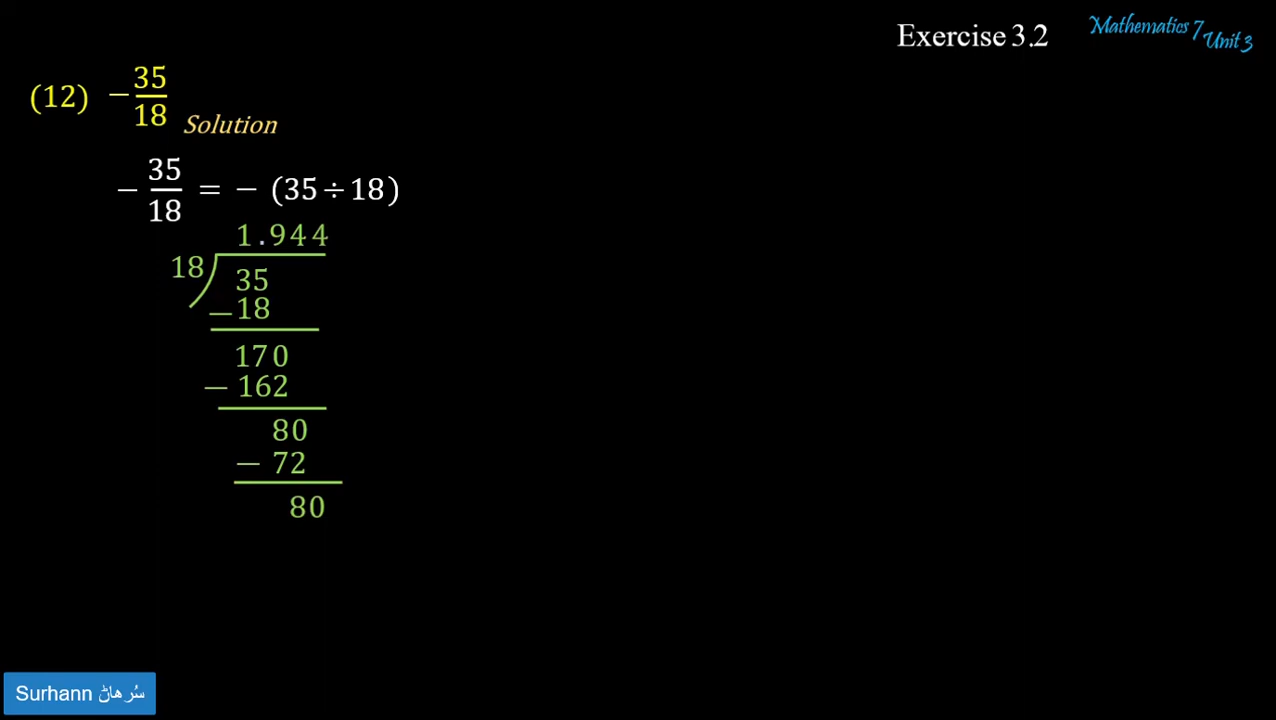 Exercise 3.2
Mathematics 7
Unit 3
(12) −35/18
Solution
−35/18 = − (35÷18)
1.944
18 35
−18
170
− 162
80
− 72
80
Surhann سُرھاڻ